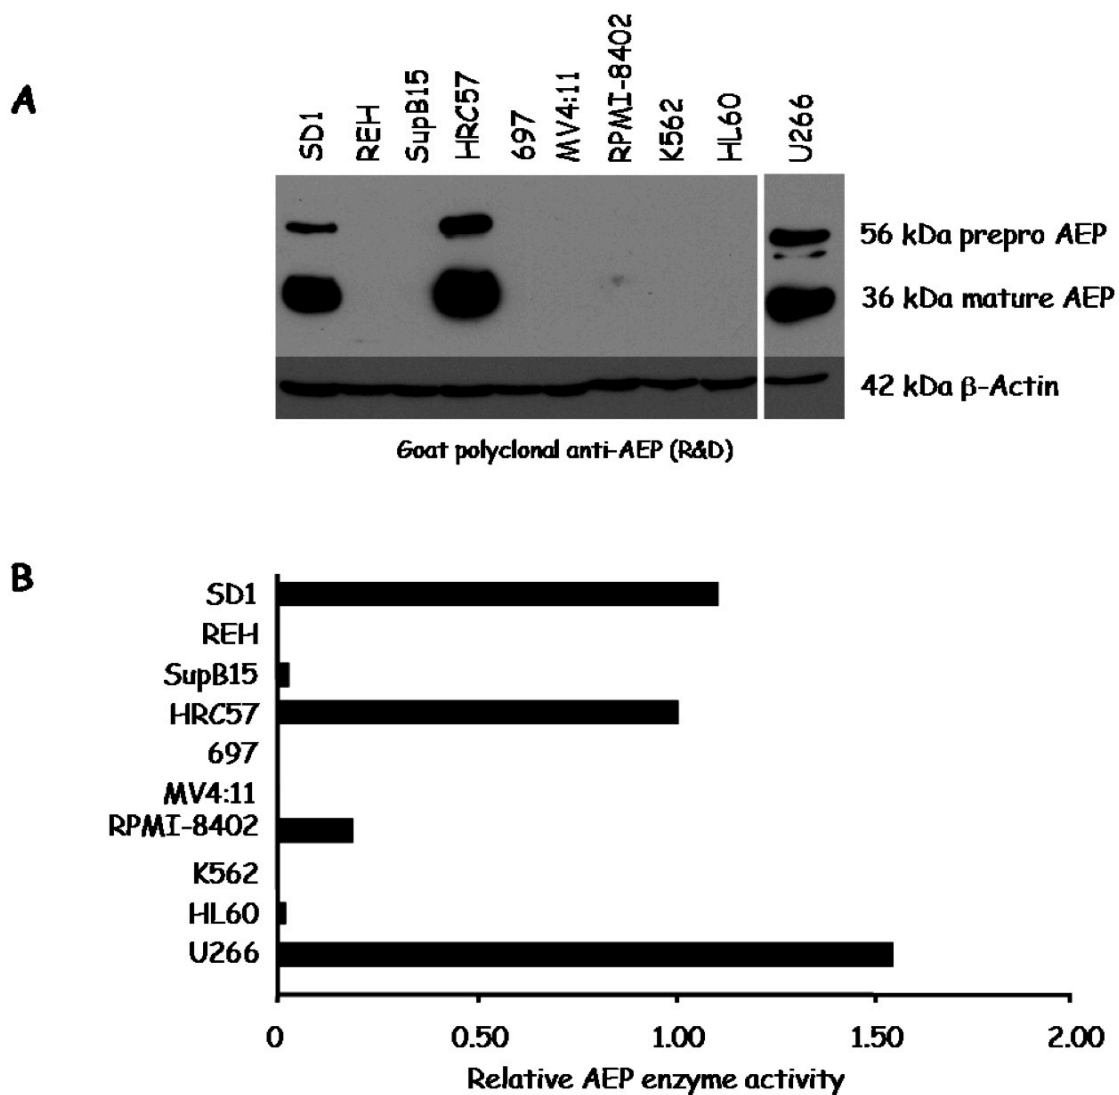 A
SD1
REH
SupB15
HRC57
697
MV4:11
RPMI-8402
K562
HL60
U266
56 kDa prepro AEP
36 kDa mature AEP
42 kDa β-Actin
Goat polyclonal anti-AEP (R&D)
B
SD1
REH
SupB15
HRC57
697
MV4:11
RPMI-8402
K562
HL60
U266
0 0.50 1.00 1.50 2.00
Relative AEP enzyme activity